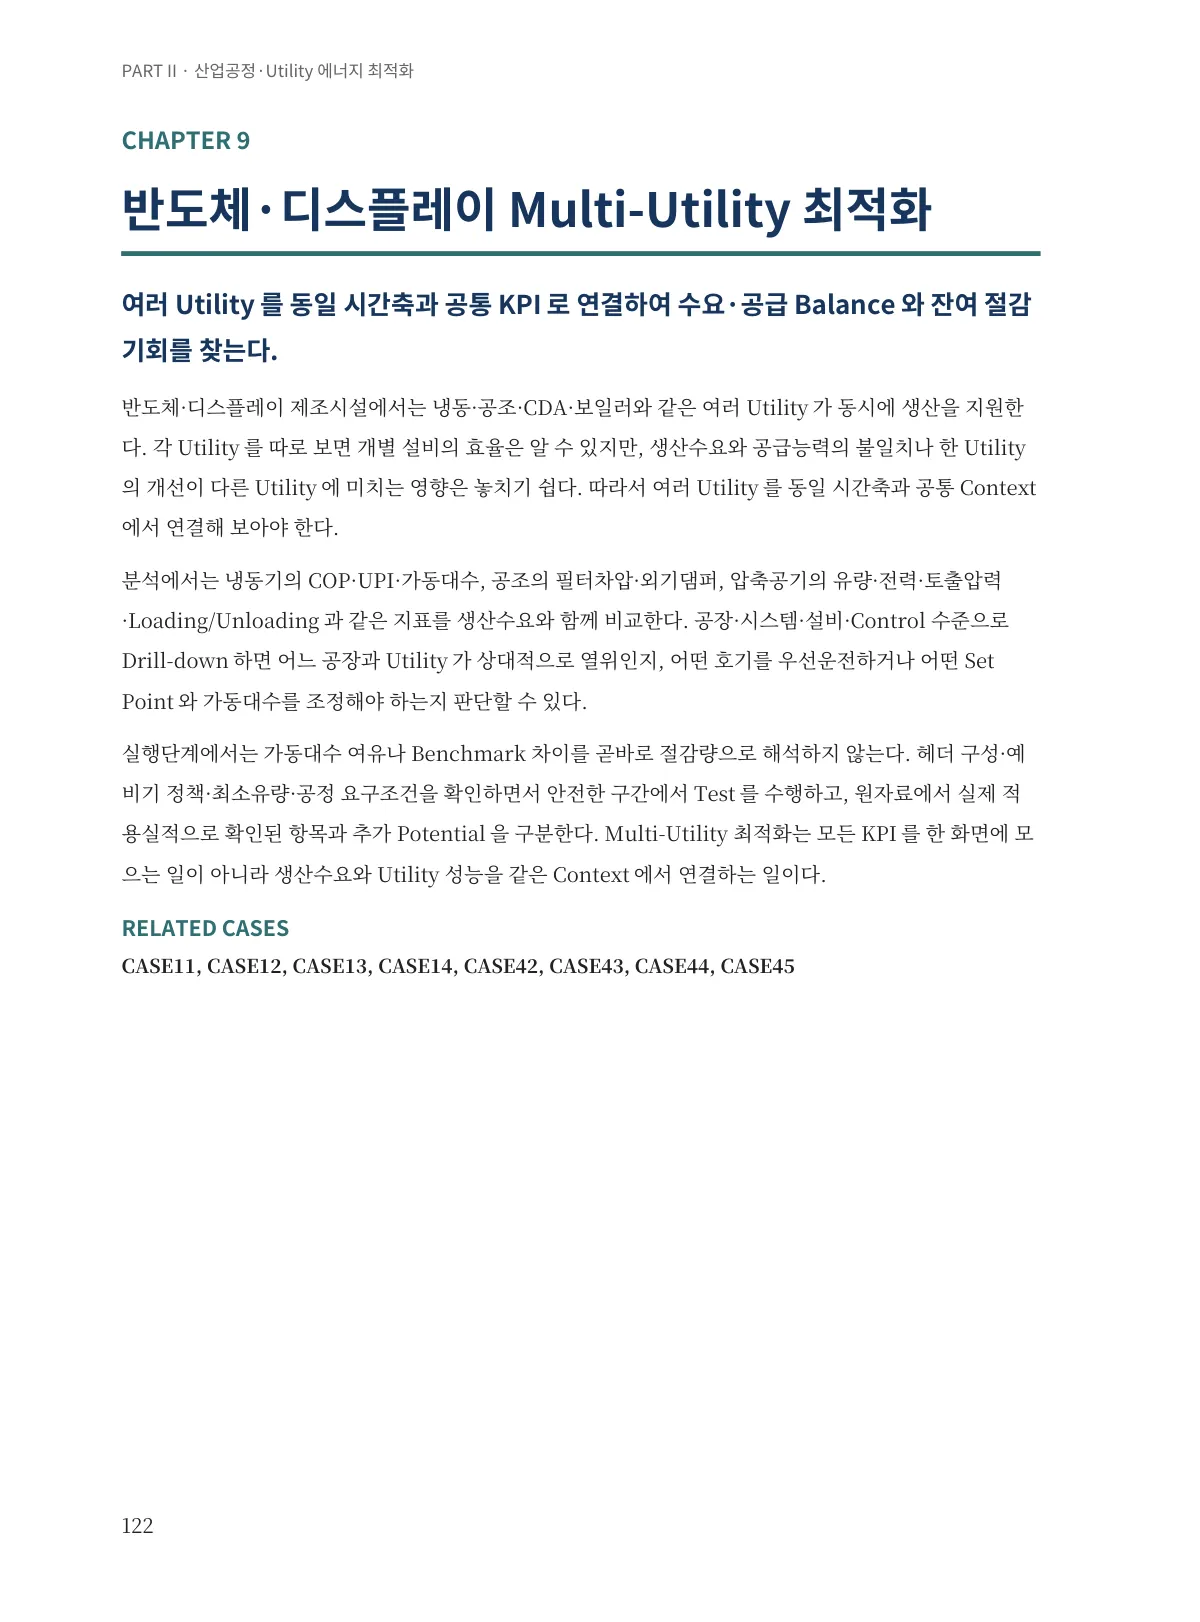 PART II · 산업공정·Utility 에너지 최적화
CHAPTER 9
반도체·디스플레이 Multi-Utility 최적화
여러 Utility 를 동일 시간축과 공통 KPI 로 연결하여 수요·공급 Balance 와 잔여 절감
기회를 찾는다.
반도체·디스플레이 제조시설에서는 냉동·공조·CDA·보일러와 같은 여러 Utility 가 동시에 생산을 지원한
다. 각 Utility 를 따로 보면 개별 설비의 효율은 알 수 있지만, 생산수요와 공급능력의 불일치나 한 Utility
의 개선이 다른 Utility 에 미치는 영향은 놓치기 쉽다. 따라서 여러 Utility 를 동일 시간축과 공통 Context
에서 연결해 보아야 한다.
분석에서는 냉동기의 COP·UPI·가동대수, 공조의 필터차압·외기댐퍼, 압축공기의 유량·전력·토출압력
·Loading/Unloading 과 같은 지표를 생산수요와 함께 비교한다. 공장·시스템·설비·Control 수준으로
Drill-down 하면 어느 공장과 Utility 가 상대적으로 열위인지, 어떤 호기를 우선운전하거나 어떤 Set
Point 와 가동대수를 조정해야 하는지 판단할 수 있다.
실행단계에서는 가동대수 여유나 Benchmark 차이를 곧바로 절감량으로 해석하지 않는다. 헤더 구성·예
비기 정책·최소유량·공정 요구조건을 확인하면서 안전한 구간에서 Test 를 수행하고, 원자료에서 실제 적
용실적으로 확인된 항목과 추가 Potential 을 구분한다. Multi-Utility 최적화는 모든 KPI 를 한 화면에 모
으는 일이 아니라 생산수요와 Utility 성능을 같은 Context 에서 연결하는 일이다.
RELATED CASES
CASE11, CASE12, CASE13, CASE14, CASE42, CASE43, CASE44, CASE45
122